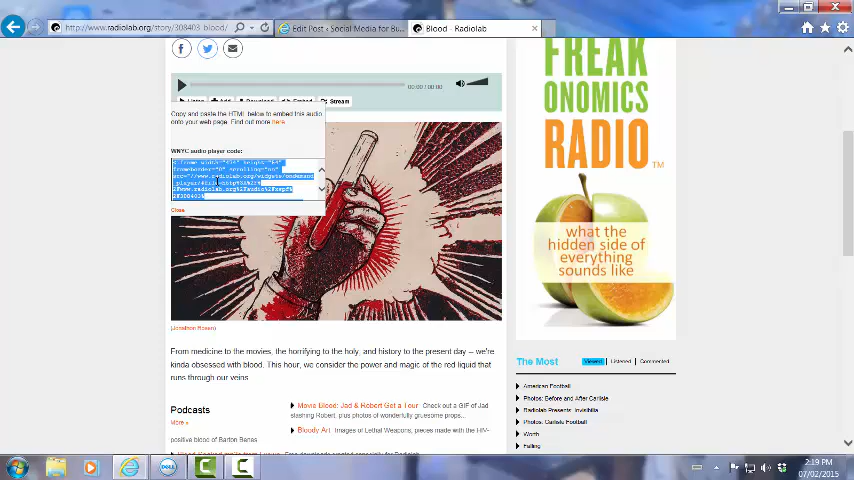 http://www.radiolab.org/story/308403-blood/
Edit Post ‹ Social Media for Bu...
Blood - Radiolab
00:00 / 00:00
Listen Add Download Embed Stream
Copy and paste the HTML below to embed this audio
onto your web page. Find out more here.
WNYC audio player code:
Close
(Jonathon Rosen)
From medicine to the movies, the horrifying to the holy, and history to the present day -- we're
kinda obsessed with blood. This hour, we consider the power and magic of the red liquid that
runs through our veins
Podcasts
More »
positive blood of Barton Benes
Movie Blood: Jad & Robert Get a Tour Check out a GIF of Jad
slashing Robert, plus photos of wonderfully gruesome props...
Bloody Art Images of Lethal Weapons, pieces made with the HIV-
FREAK
ONOMICS
RADIO™
what the
hidden side of
everything
sounds like
The Most
Viewed Listened Commented
American Football
Photos: Before and After Carlisle
Radiolab Presents: Invisibilia
Photos: Carlisle Football
Worth
Falling
DELL
2:19 PM
07/02/2015